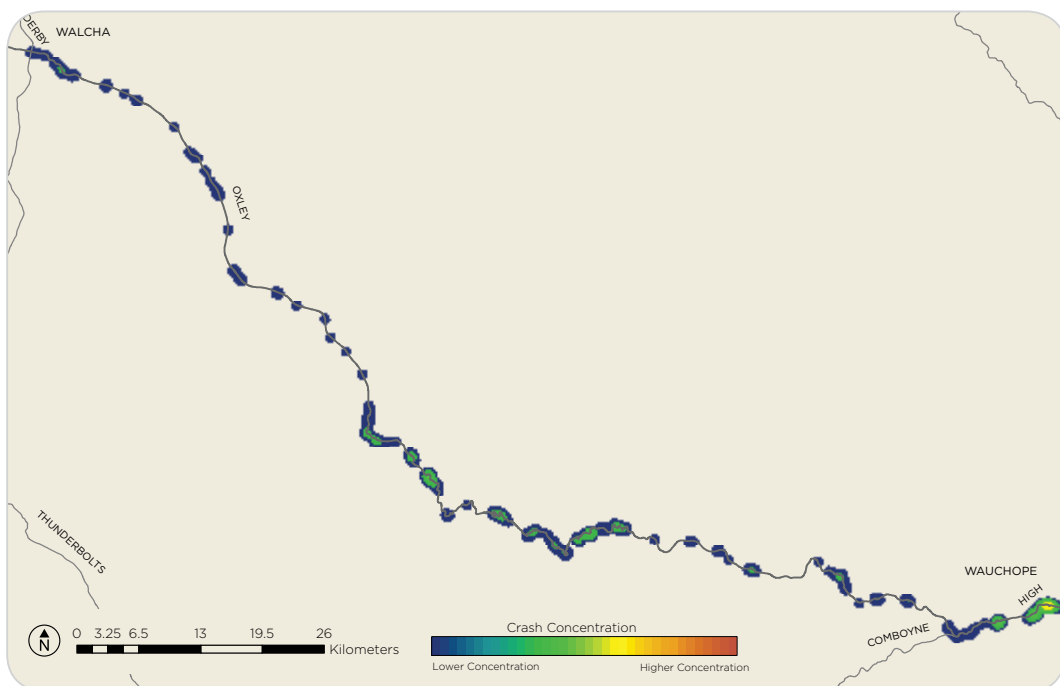 DERBY
WALCHA
OXLEY
THUNDERBOLTS
WAUCHOPE
HIGH
COMBOYNE
N
0 3.25 6.5 13 19.5 26
Kilometers
Crash Concentration
Lower Concentration Higher Concentration